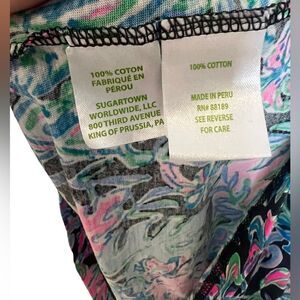 100% COTTON
FABRIQUÉ EN
PÉROU
SUGARTOWN
WORLDWIDE, LLC
800 THIRD AVENUE
KING OF PRUSSIA, PA
100% COTTON
MADE IN PERU
RN# 88189
SEE REVERSE
FOR CARE